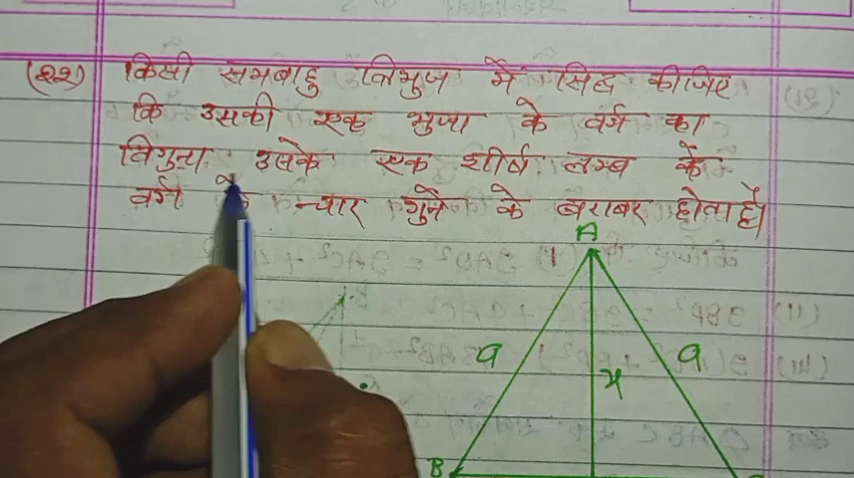 (२२) किसी समबाहु त्रिभुज में सिद्ध कीजिए
कि उसकी एक भुजा के वर्ग का
तिगुना उसके एक शीर्ष लम्ब के
वर्ग के चार गुने के बराबर होता है।
A
a
a
x
B